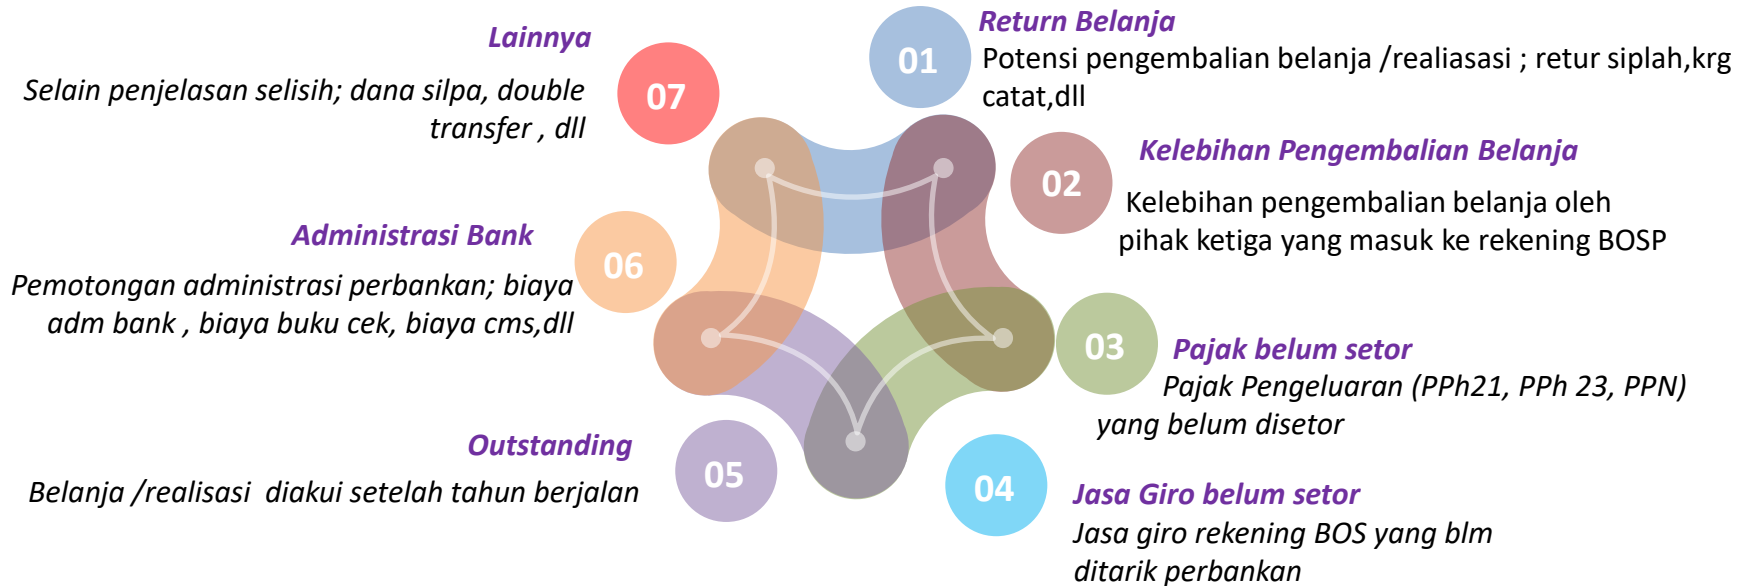 01
Return Belanja
Potensi pengembalian belanja /realiasasi ; retur siplah,krg
catat,dll
02
Kelebihan Pengembalian Belanja
Kelebihan pengembalian belanja oleh
pihak ketiga yang masuk ke rekening BOSP
03
Pajak belum setor
Pajak Pengeluaran (PPh21, PPh 23, PPN)
yang belum disetor
04
Jasa Giro belum setor
Jasa giro rekening BOS yang blm
ditarik perbankan
05
Outstanding
Belanja /realisasi diakui setelah tahun berjalan
06
Administrasi Bank
Pemotongan administrasi perbankan; biaya
adm bank , biaya buku cek, biaya cms,dll
07
Lainnya
Selain penjelasan selisih; dana silpa, double
transfer , dll